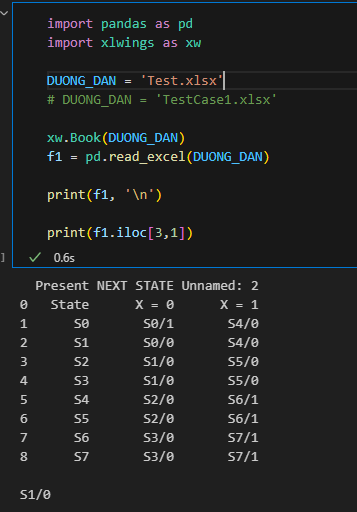 import pandas as pd
import xlwings as xw
DUONG_DAN = 'Test.xlsx'
# DUONG_DAN = 'TestCase1.xlsx'
xw.Book(DUONG_DAN)
f1 = pd.read_excel(DUONG_DAN)
print(f1, '\n')
print(f1.iloc[3,1])
] ✓ 0.6s
Present NEXT STATE Unnamed: 2
0 State X = 0 X = 1
1 S0 S0/1 S4/0
2 S1 S0/0 S4/0
3 S2 S1/0 S5/0
4 S3 S1/0 S5/0
5 S4 S2/0 S6/1
6 S5 S2/0 S6/1
7 S6 S3/0 S7/1
8 S7 S3/0 S7/1
S1/0